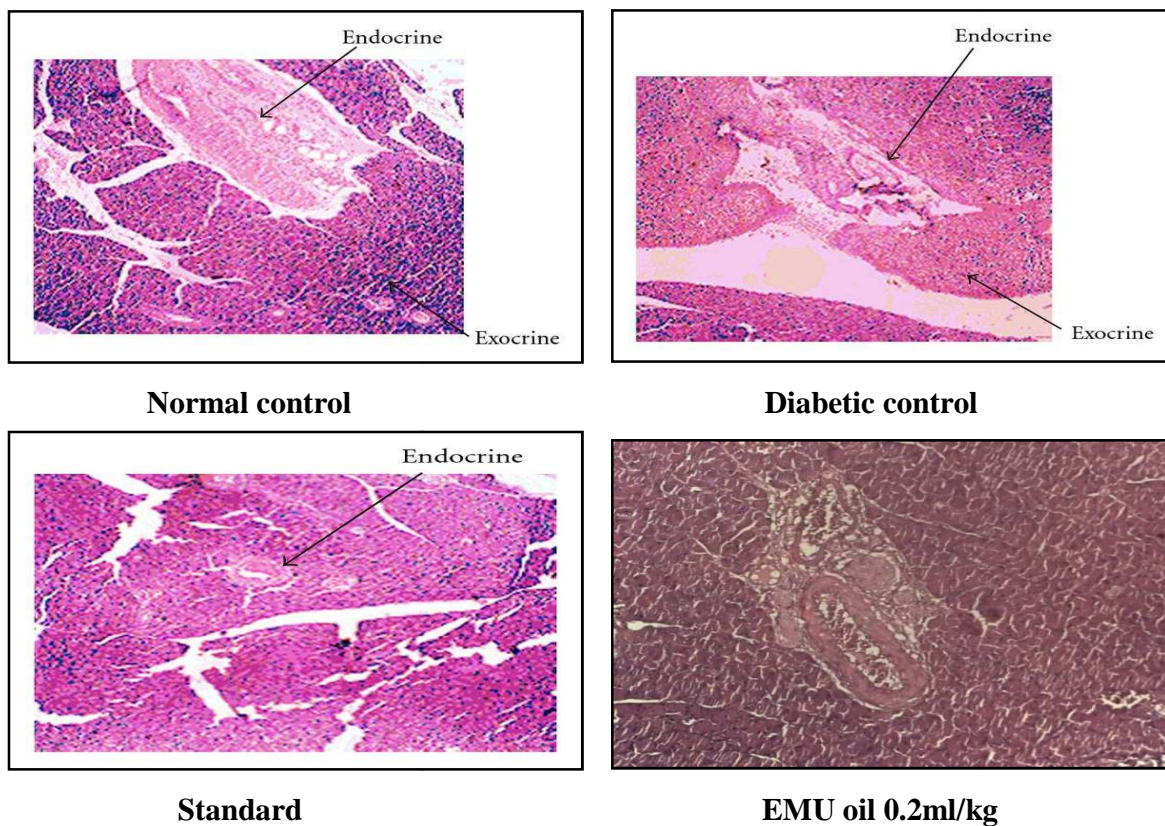 Endocrine
Exocrine
Endocrine
Exocrine
Normal control
Diabetic control
Endocrine
Standard
EMU oil 0.2ml/kg